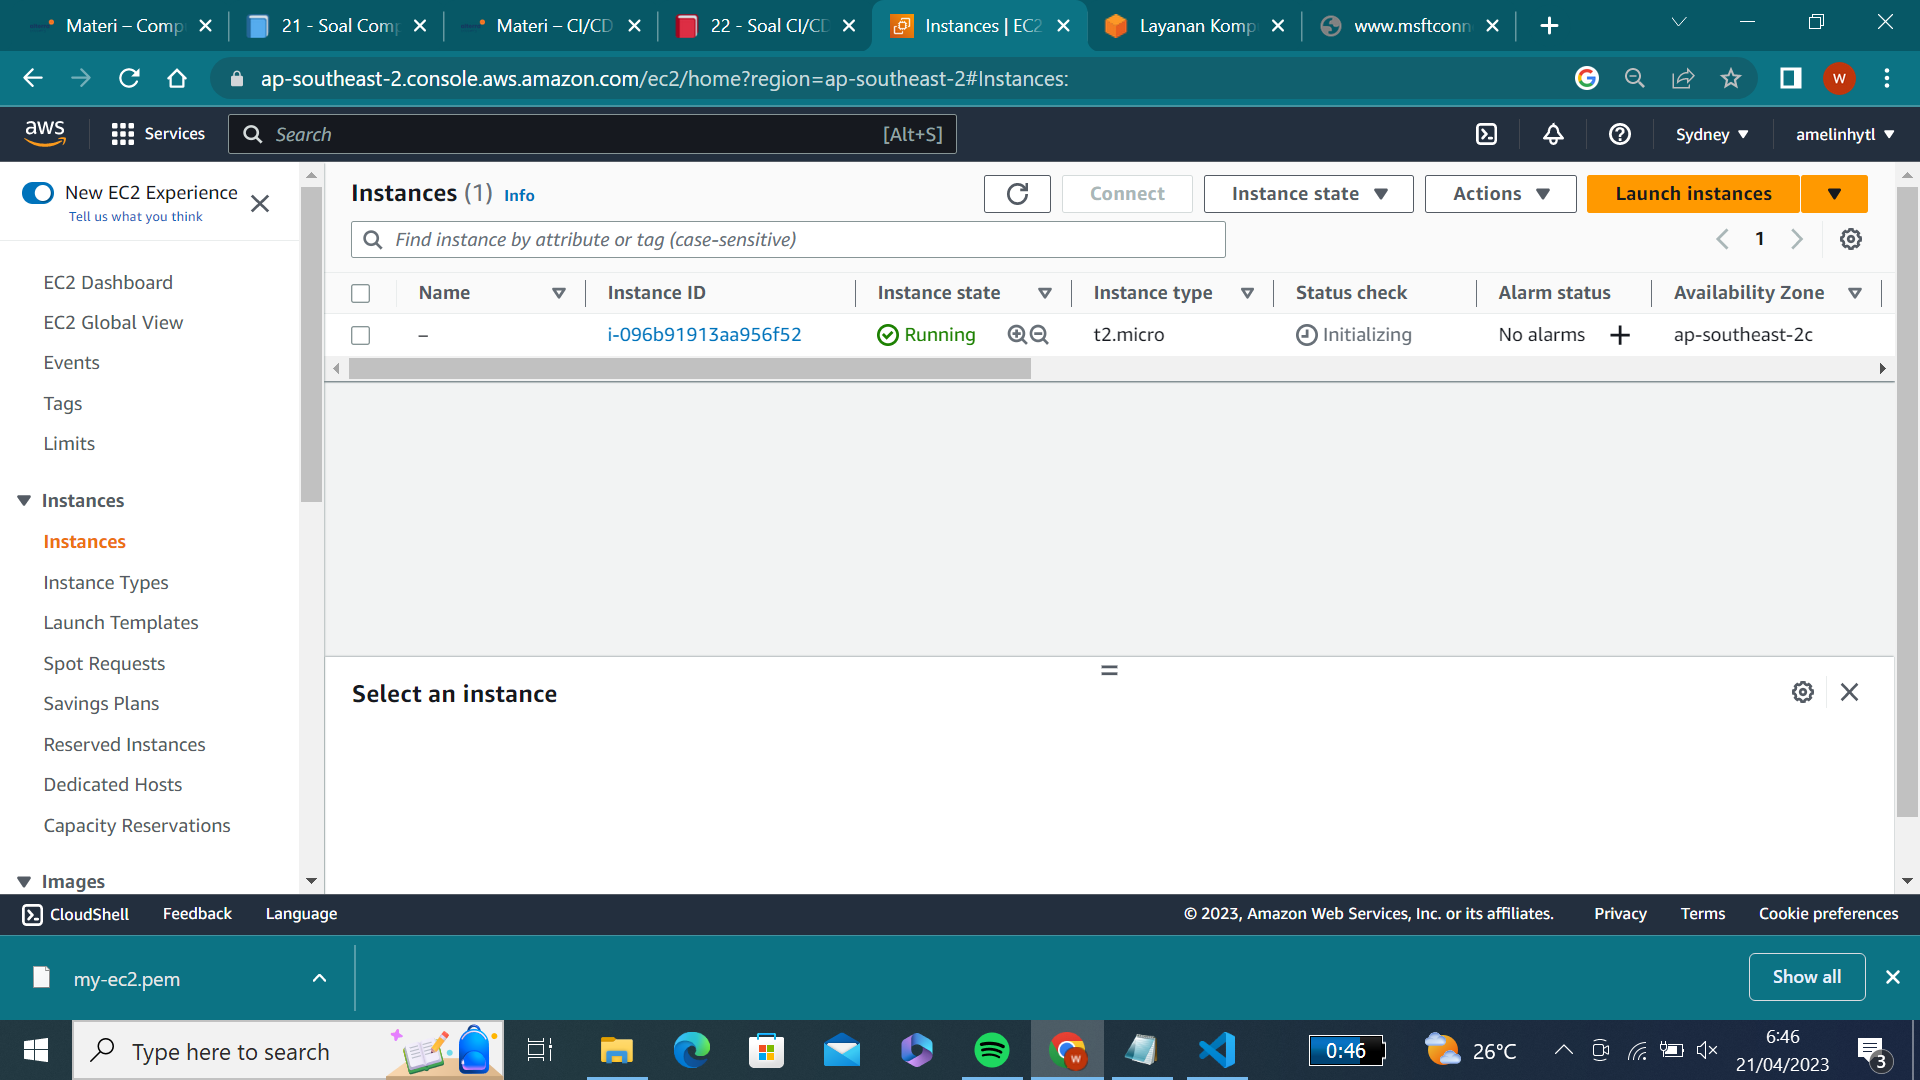 Materi – Comp
21 - Soal Comp
Materi – CI/CD
22 - Soal CI/CD
Instances | EC2
Layanan Komp
www.msftconn
ap-southeast-2.console.aws.amazon.com/ec2/home?region=ap-southeast-2#Instances:
W
aws
Services
Search
[Alt+S]
Sydney
amelinhytl
New EC2 Experience
Tell us what you think
EC2 Dashboard
EC2 Global View
Events
Tags
Limits
Instances
Instances
Instance Types
Launch Templates
Spot Requests
Savings Plans
Reserved Instances
Dedicated Hosts
Capacity Reservations
Images
Instances (1) Info
Connect
Instance state
Actions
Launch instances
Find instance by attribute or tag (case-sensitive)
1
Name Instance ID Instance state Instance type Status check Alarm status Availability Zone
– i-096b91913aa956f52 Running t2.micro Initializing No alarms ap-southeast-2c
Select an instance
CloudShell Feedback Language
© 2023, Amazon Web Services, Inc. or its affiliates. Privacy Terms Cookie preferences
my-ec2.pem
Show all
Type here to search
W
0:46
26°C
6:46
21/04/2023
3